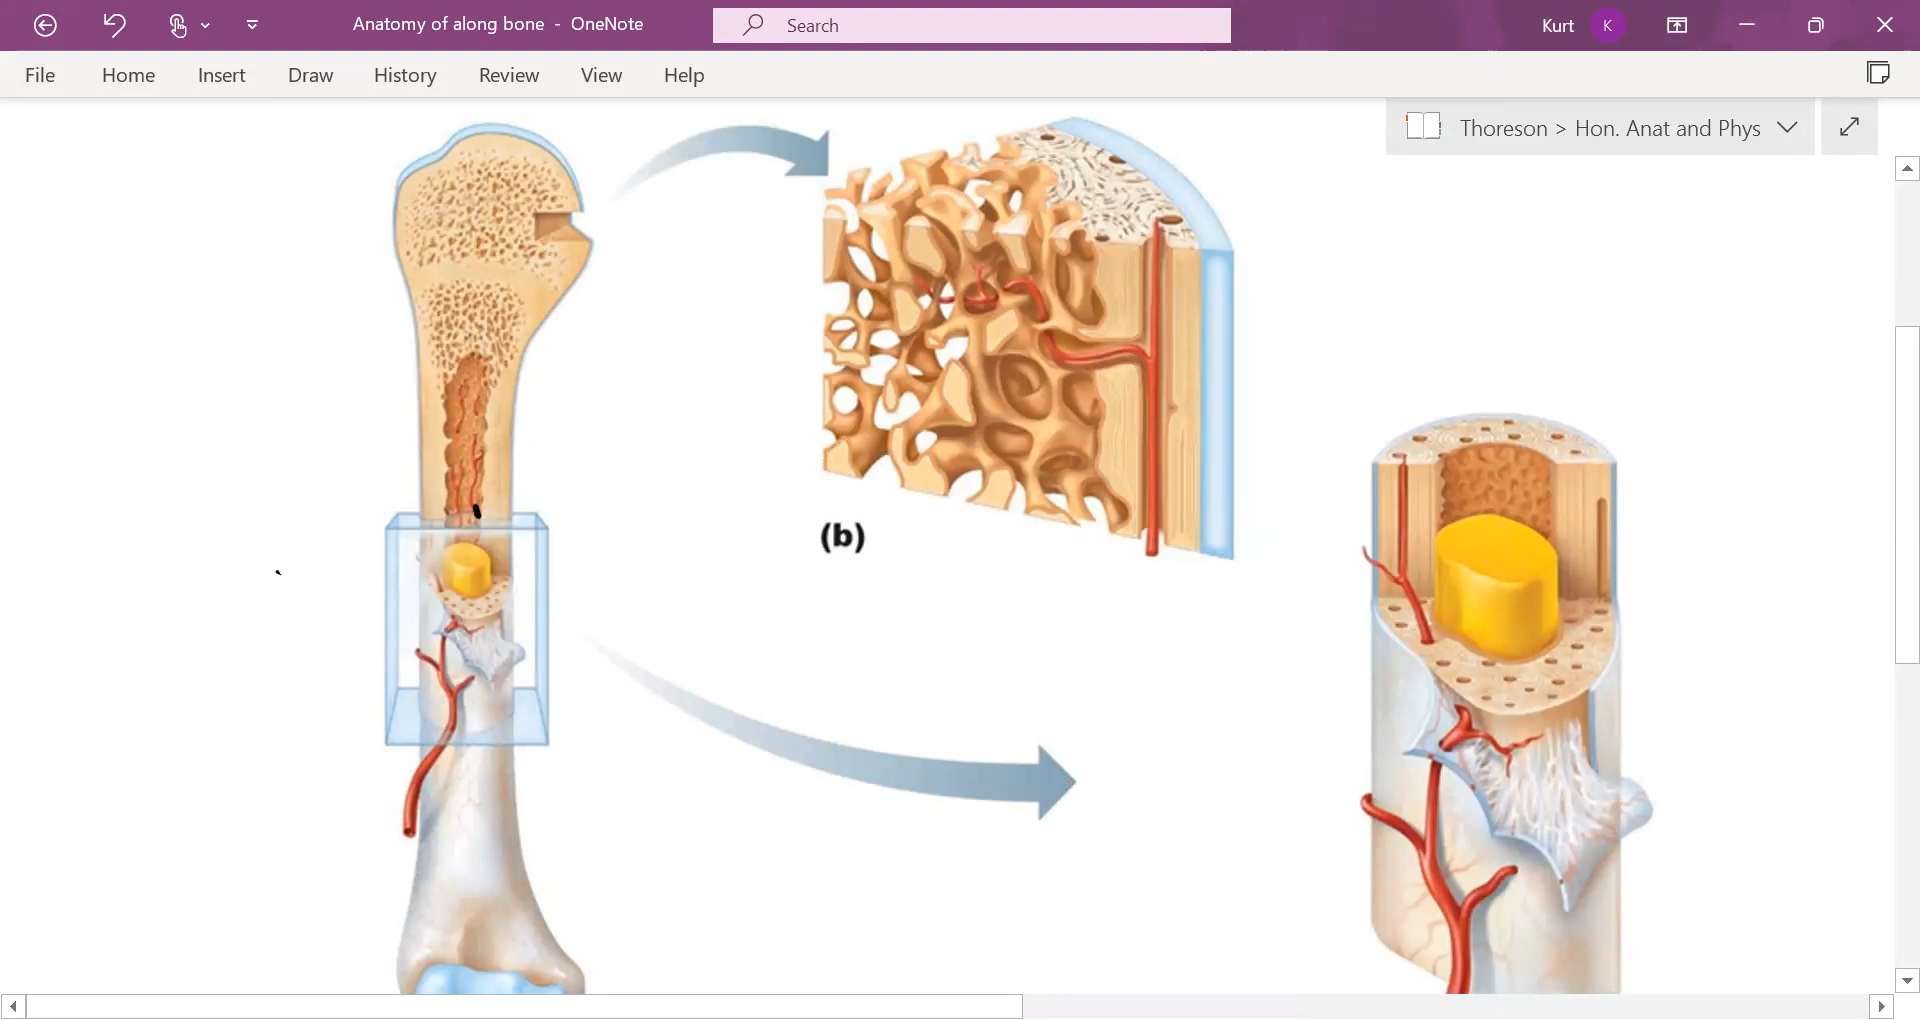 Anatomy of along bone - OneNote
Search
Kurt
K
File
Home
Insert
Draw
History
Review
View
Help
Thoreson > Hon. Anat and Phys
(b)